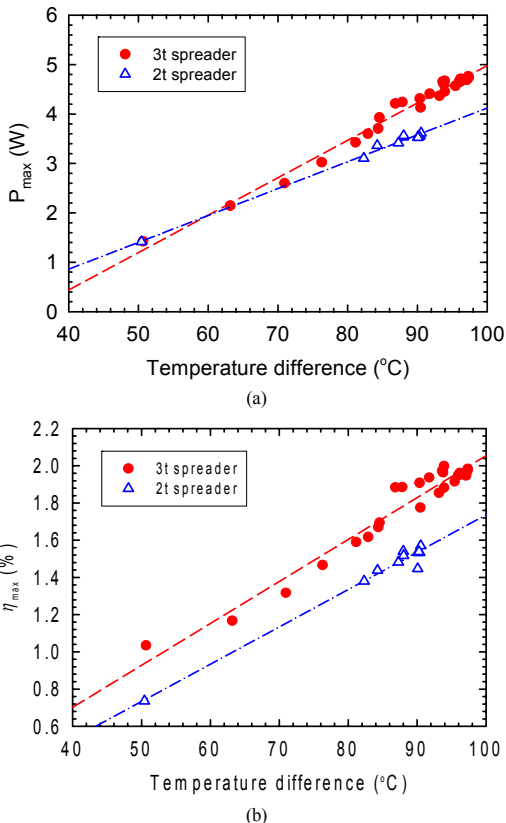 3t spreader
2t spreader
P_max (W)
6
5
4
3
2
1
0
40 50 60 70 80 90 100
Temperature difference (°C)
(a)
3t spreader
2t spreader
η_max (%)
2.2
2.0
1.8
1.6
1.4
1.2
1.0
0.8
0.6
40 50 60 70 80 90 100
Temperature difference (°C)
(b)